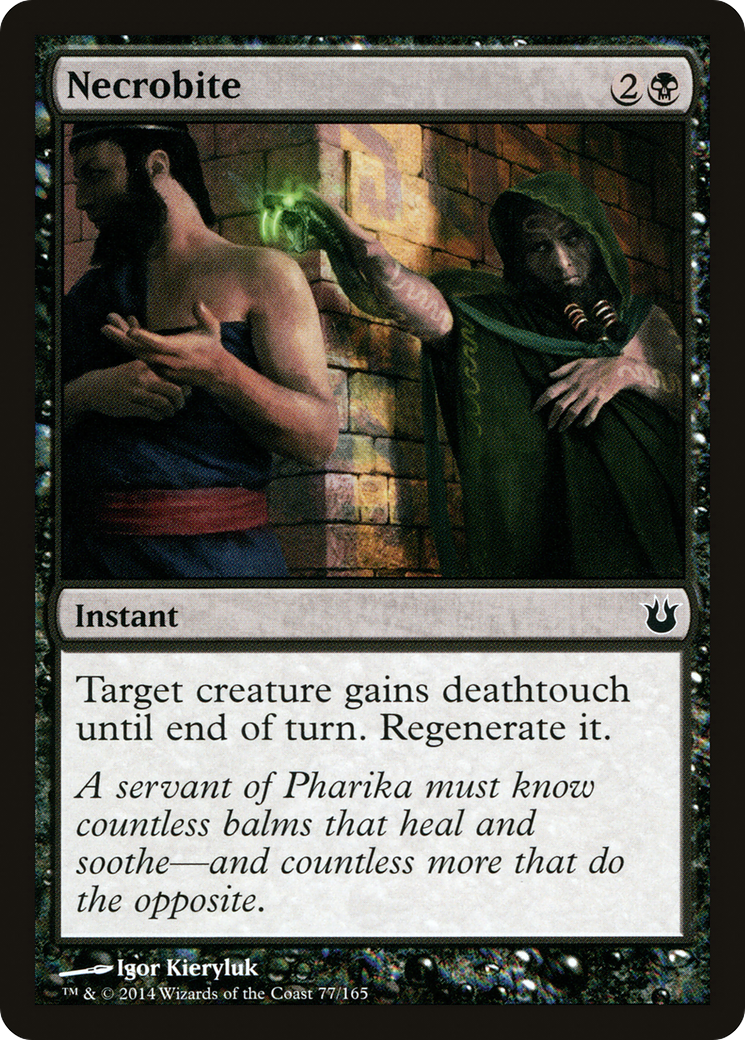 Necrobite 2
Instant
Target creature gains deathtouch
until end of turn. Regenerate it.
A servant of Pharika must know
countless balms that heal and
soothe—and countless more that do
the opposite.
Igor Kieryluk
™ & © 2014 Wizards of the Coast 77/165